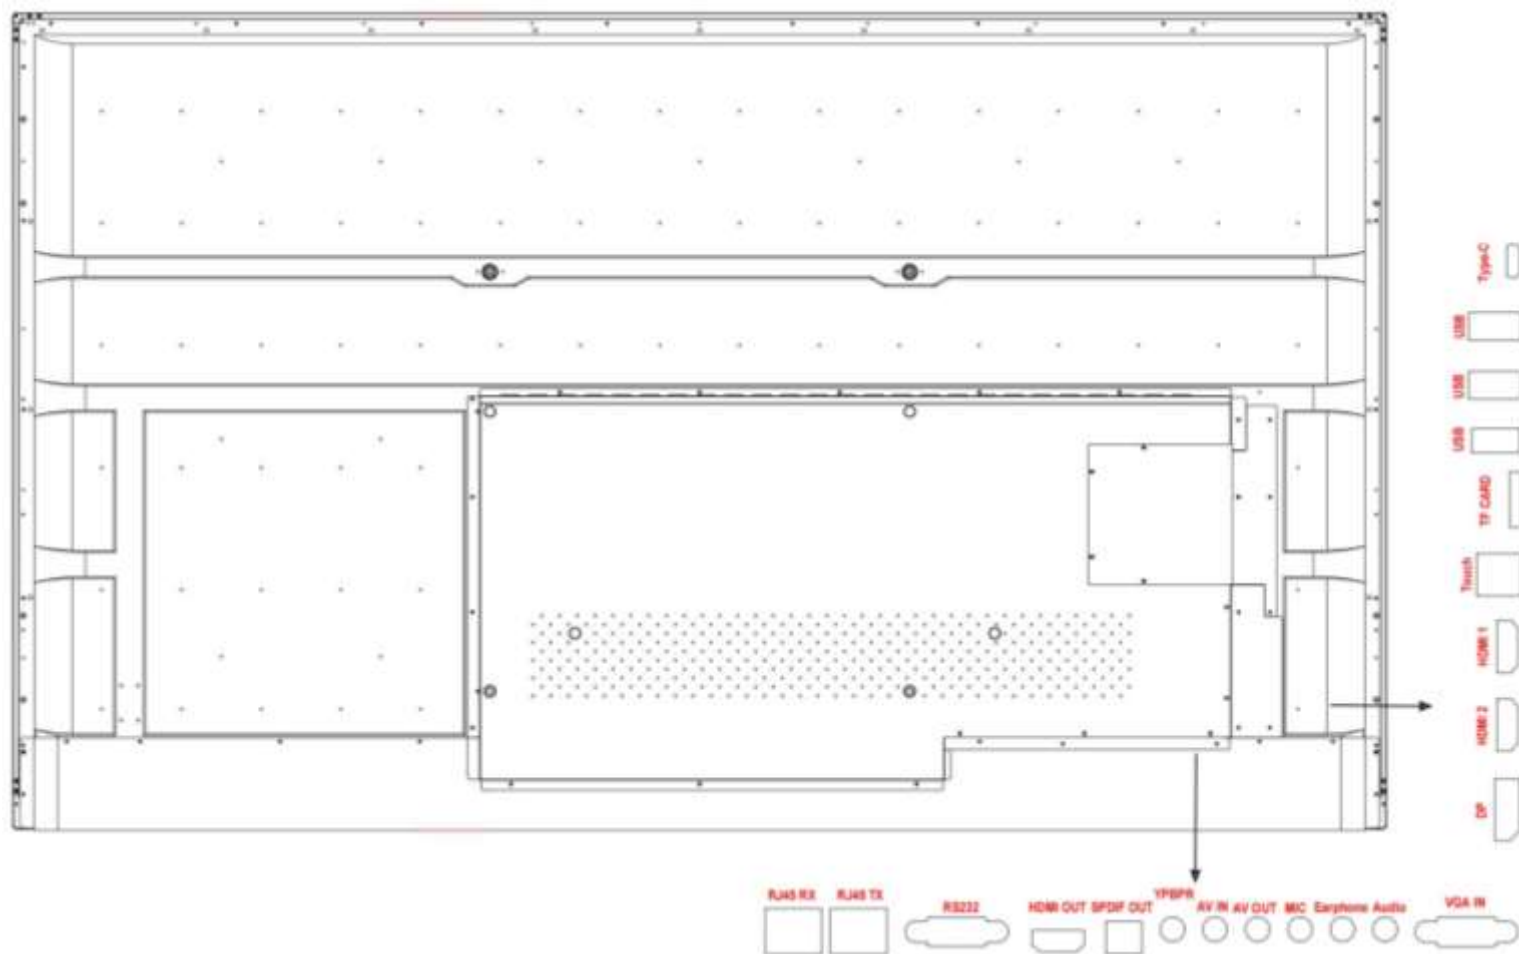 Type-C
USB
USB
USB
TF CARD
Touch
HDMI 1
HDMI 2
DP
RJ45 RX RJ45 TX RS232 HDMI OUT SPDIF OUT YPBPR AV IN AV OUT MIC Earphone Audio VGA IN